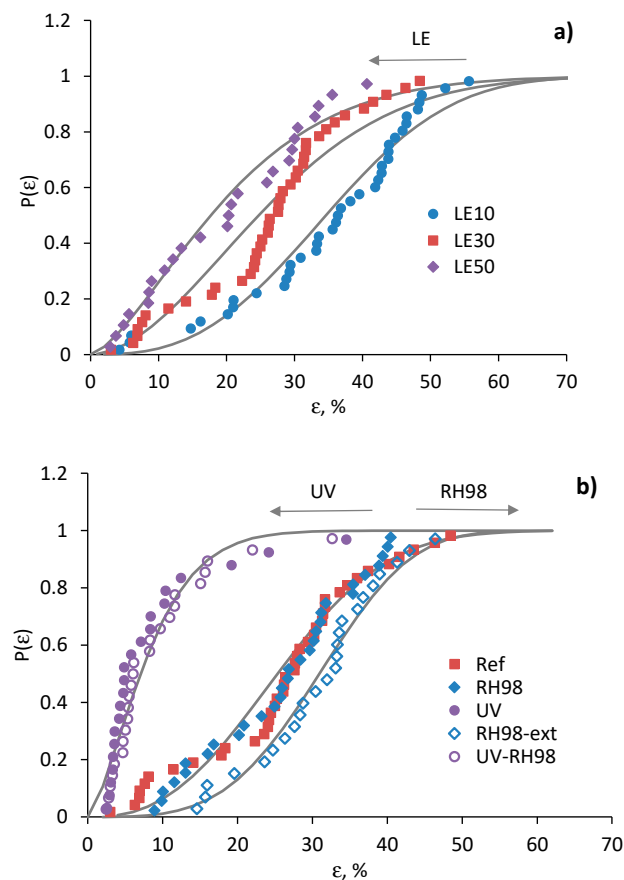 a)
LE
1.2
1
0.8
0.6
0.4
0.2
0
P(ε)
LE10
LE30
LE50
0 10 20 30 40 50 60 70
ε, %
b)
UV RH98
1.2
1
0.8
0.6
0.4
0.2
0
P(ε)
Ref
RH98
UV
RH98-ext
UV-RH98
0 10 20 30 40 50 60 70
ε, %